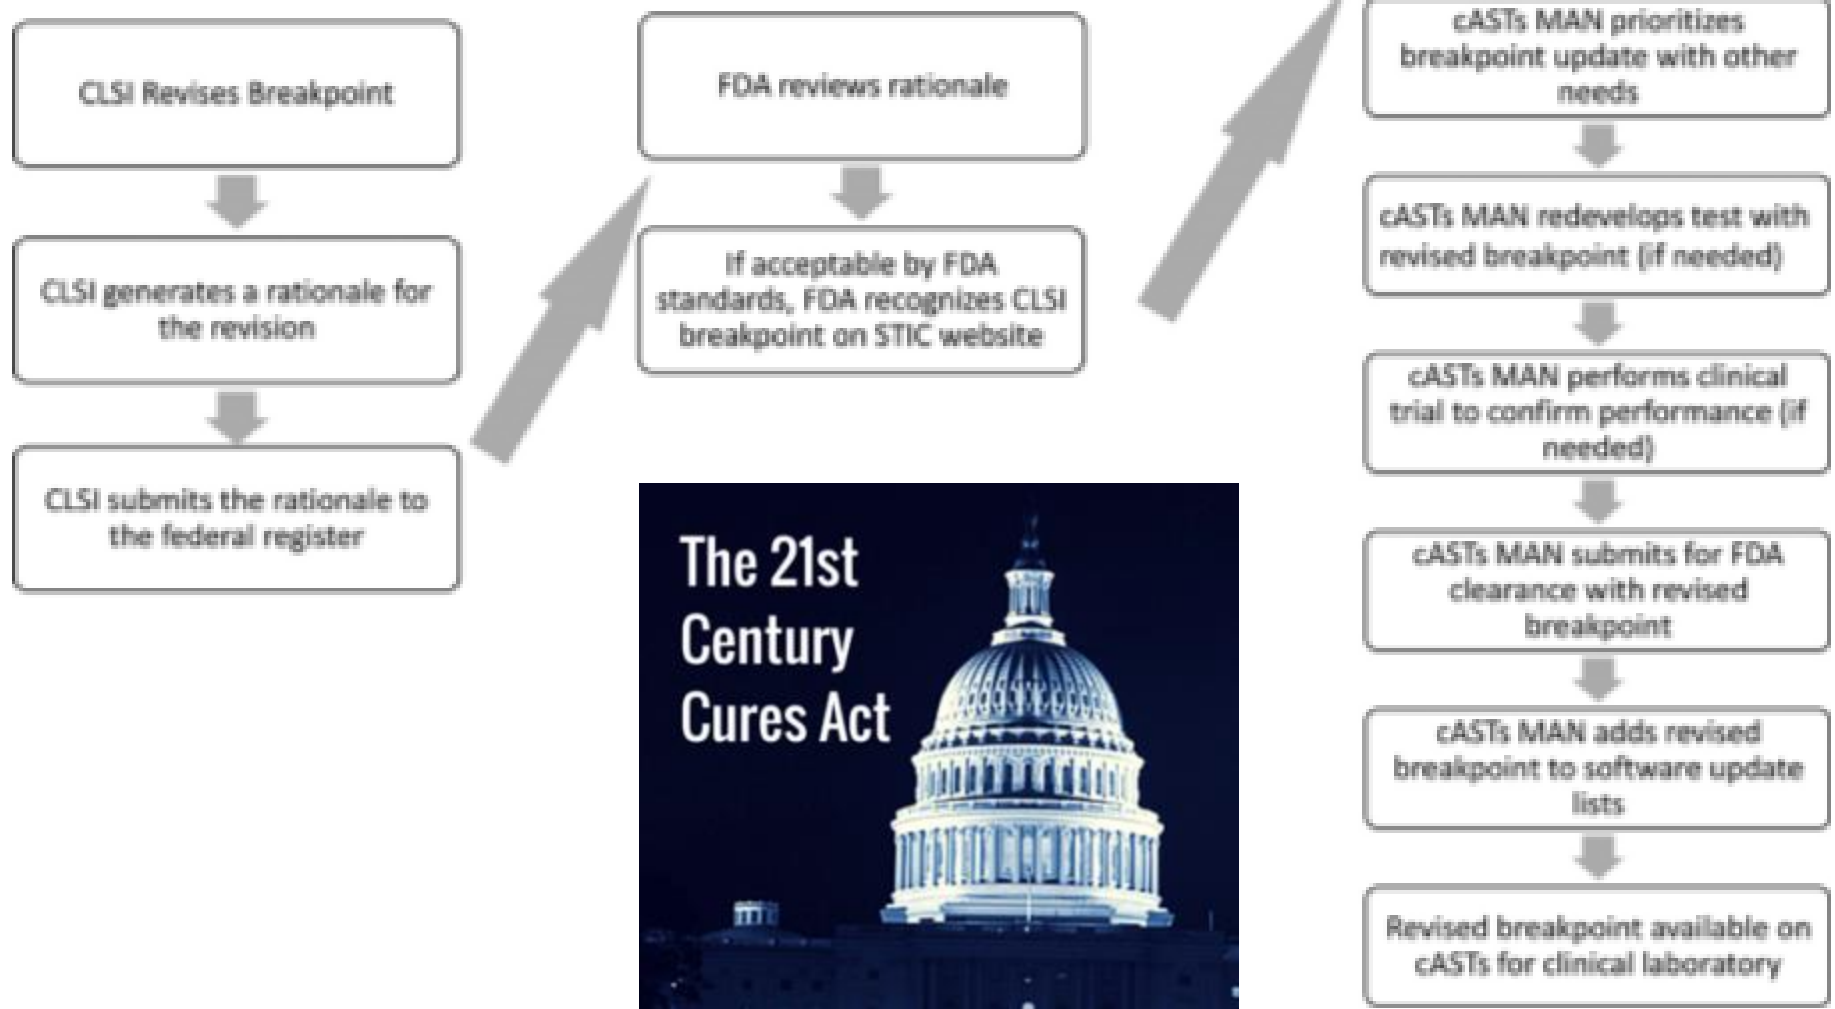 CLSI Revises Breakpoint
CLSI generates a rationale for
the revision
CLSI submits the rationale to
the federal register
FDA reviews rationale
If acceptable by FDA
standards, FDA recognizes CLSI
breakpoint on STIC website
The 21st
Century
Cures Act
cASTs MAN prioritizes
breakpoint update with other
needs
cASTs MAN redevelops test with
revised breakpoint (if needed)
cASTs MAN performs clinical
trial to confirm performance (if
needed)
cASTs MAN submits for FDA
clearance with revised
breakpoint
cASTs MAN adds revised
breakpoint to software update
lists
Revised breakpoint available on
cASTs for clinical laboratory